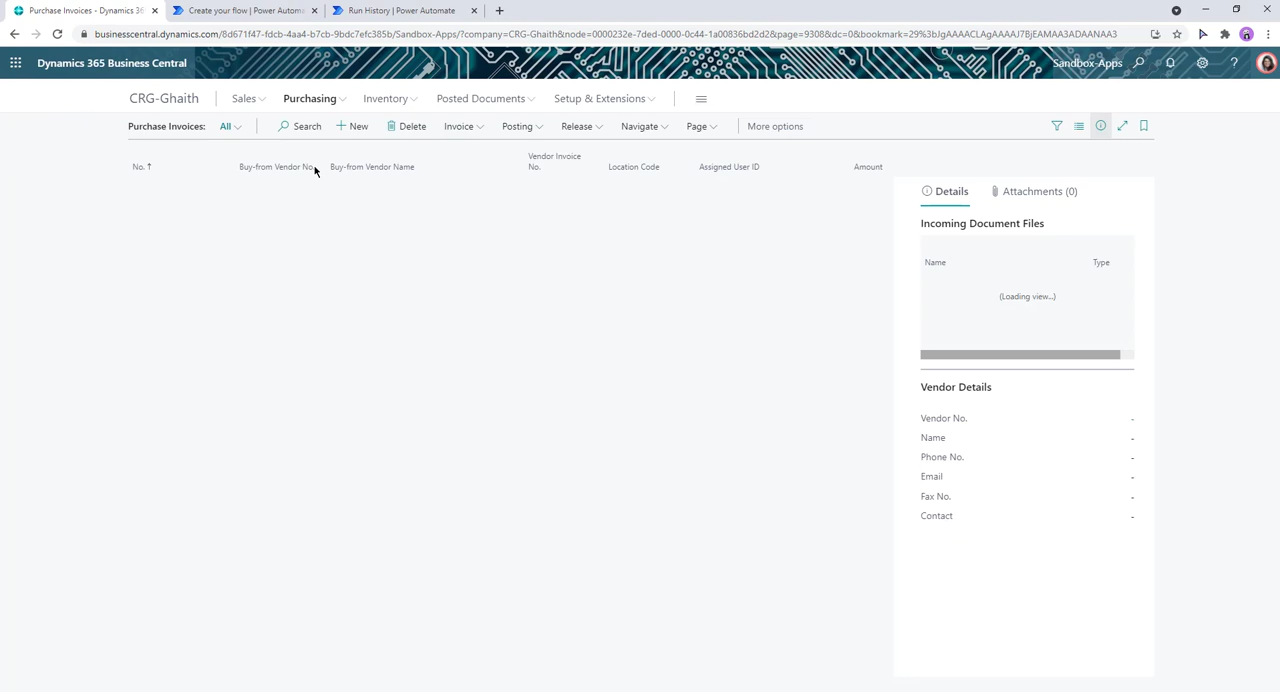 Purchase Invoices - Dynamics 36
Create your flow | Power Automa
Run History | Power Automate
businesscentral.dynamics.com/8d671f47-fdcb-4aa4-b7cb-9bdc7efc385b/Sandbox-Apps/?company=CRG-Ghaith&node=0000232e-7ded-0000-0c44-1a00836bd2d2&page=9308&dc=0&bookmark=29%3bJgAAAACLAgAAAAJ7BjEAMAA3ADAANAA3
Dynamics 365 Business Central
Sandbox-Apps
CRG-Ghaith
Sales
Purchasing
Inventory
Posted Documents
Setup & Extensions
Purchase Invoices:
All
Search
New
Delete
Invoice
Posting
Release
Navigate
Page
More options
No. ↑
Buy-from Vendor No.
Buy-from Vendor Name
Vendor Invoice
No.
Location Code
Assigned User ID
Amount
Details
Attachments (0)
Incoming Document Files
Name
Type
(Loading view...)
Vendor Details
Vendor No. -
Name -
Phone No. -
Email -
Fax No. -
Contact -